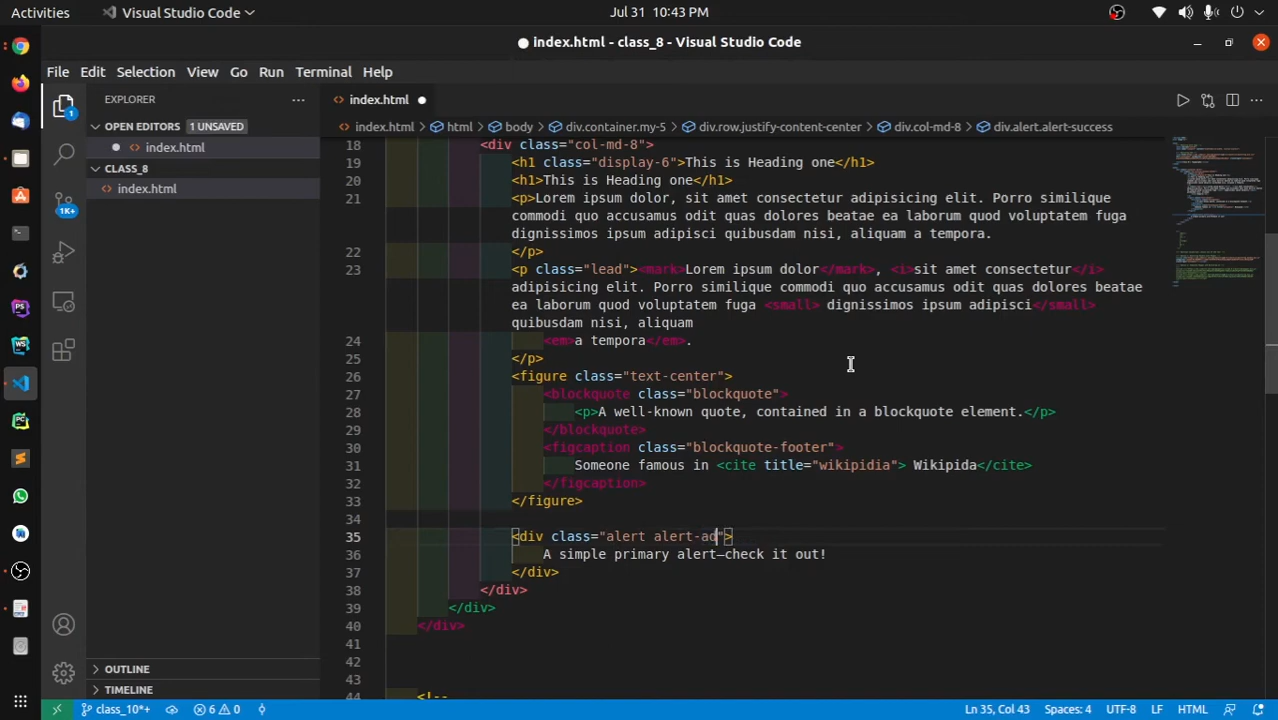 Activities
Visual Studio Code
Jul 31 10:43 PM
index.html - class_8 - Visual Studio Code
File Edit Selection View Go Run Terminal Help
EXPLORER
index.html
OPEN EDITORS 1 UNSAVED
index.html > html > body > div.container.my-5 > div.row.justify-content-center > div.col-md-8 > div.alert.alert-success
index.html
CLASS_8
index.html
18 <div class="col-md-8">
19 <h1 class="display-6">This is Heading one</h1>
20 <h1>This is Heading one</h1>
21 <p>Lorem ipsum dolor, sit amet consectetur adipisicing elit. Porro similique
commodi quo accusamus odit quas dolores beatae ea laborum quod voluptatem fuga
dignissimos ipsum adipisci quibusdam nisi, aliquam a tempora.
22 </p>
23 <p class="lead"><mark>Lorem ipsum dolor</mark>, <i>sit amet consectetur</i>
adipisicing elit. Porro similique commodi quo accusamus odit quas dolores beatae
ea laborum quod voluptatem fuga <small> dignissimos ipsum adipisci</small>
quibusdam nisi, aliquam
24 <em>a tempora</em>.
25 </p>
26 <figure class="text-center">
27 <blockquote class="blockquote">
28 <p>A well-known quote, contained in a blockquote element.</p>
29 </blockquote>
30 <figcaption class="blockquote-footer">
31 Someone famous in <cite title="wikipidia"> Wikipida</cite>
32 </figcaption>
33 </figure>
34
35 <div class="alert alert-ad">
36 A simple primary alert—check it out!
37 </div>
38 </div>
39 </div>
40 </div>
41
42
43
44 <!--
1
1K+
OUTLINE
TIMELINE
class_10*+ 6 0
Ln 35, Col 43 Spaces: 4 UTF-8 LF HTML